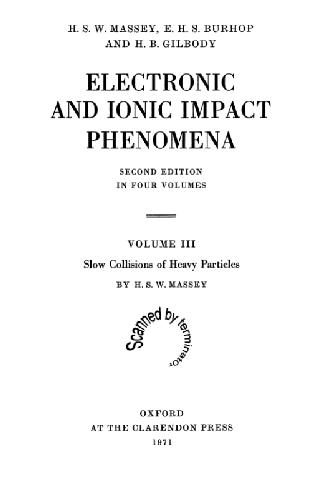 H. S. W. MASSEY, E. H. S. BURHOP
AND H. B. GILBODY
ELECTRONIC
AND IONIC IMPACT
PHENOMENA
SECOND EDITION
IN FOUR VOLUMES
VOLUME III
Slow Collisions of Heavy Particles
BY H. S. W. MASSEY
Scanned by terminator
OXFORD
AT THE CLARENDON PRESS
1971